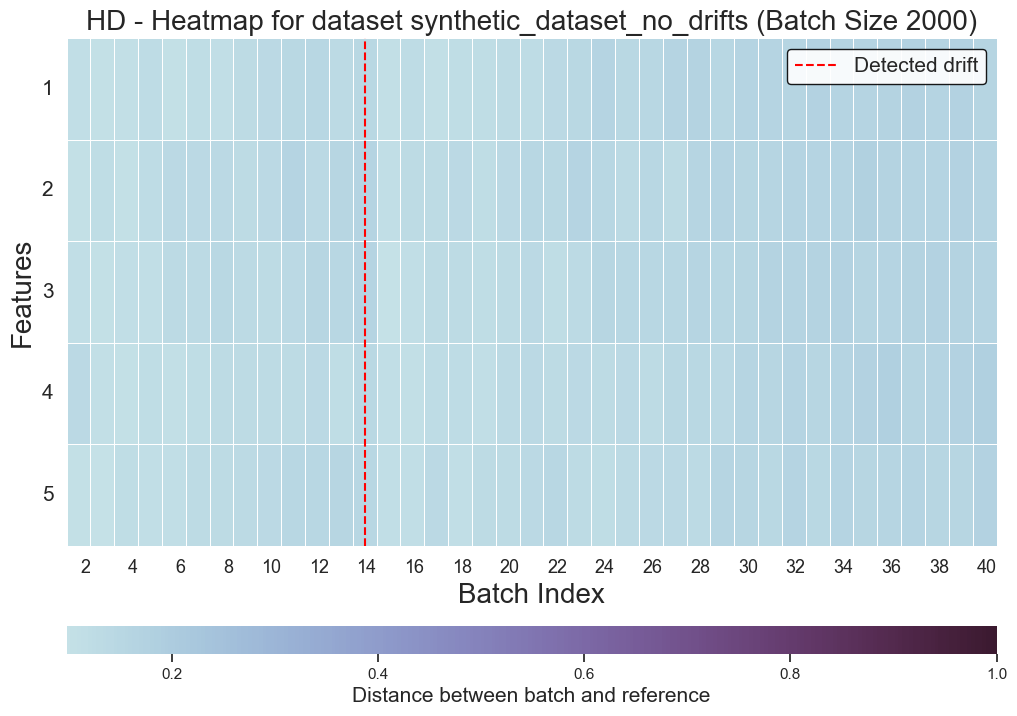 HD - Heatmap for dataset synthetic_dataset_no_drifts (Batch Size 2000)
Detected drift
Features
1
2
3
4
5
2 4 6 8 10 12 14 16 18 20 22 24 26 28 30 32 34 36 38 40
Batch Index
0.2 0.4 0.6 0.8 1.0
Distance between batch and reference